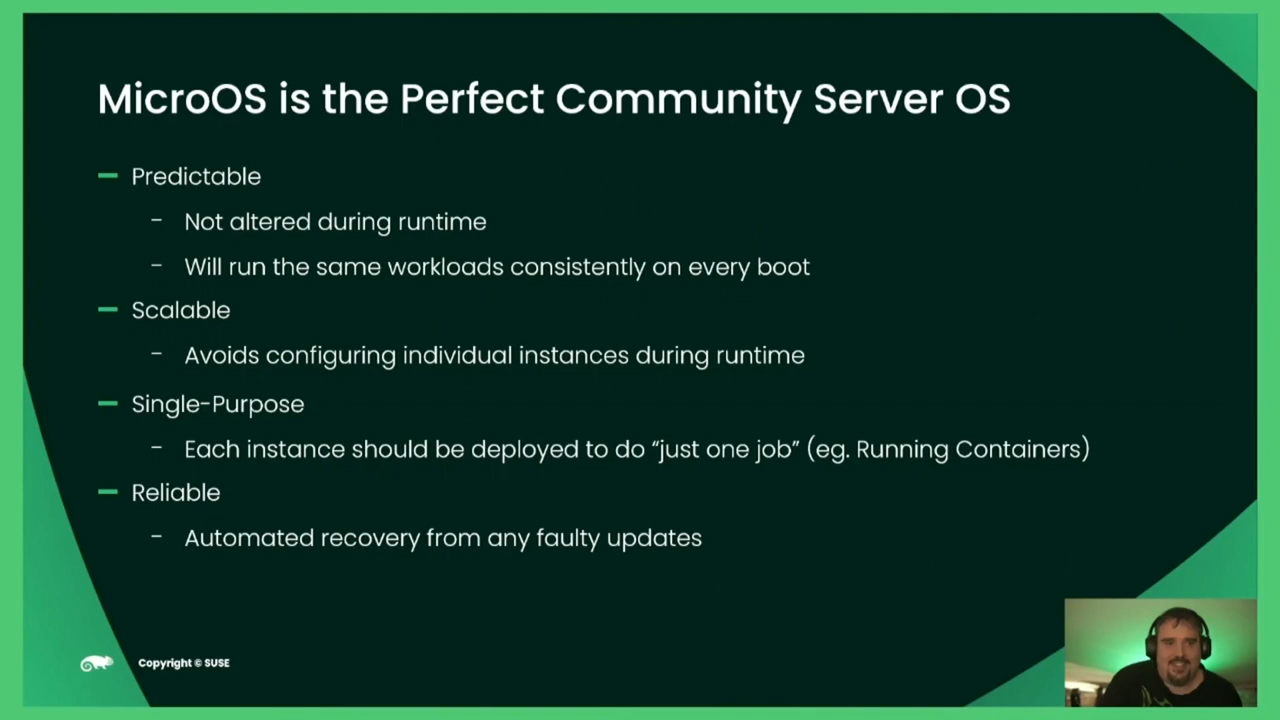 MicroOS is the Perfect Community Server OS
– Predictable
- Not altered during runtime
- Will run the same workloads consistently on every boot
– Scalable
- Avoids configuring individual instances during runtime
– Single-Purpose
- Each instance should be deployed to do “just one job” (eg. Running Containers)
– Reliable
- Automated recovery from any faulty updates
Copyright © SUSE